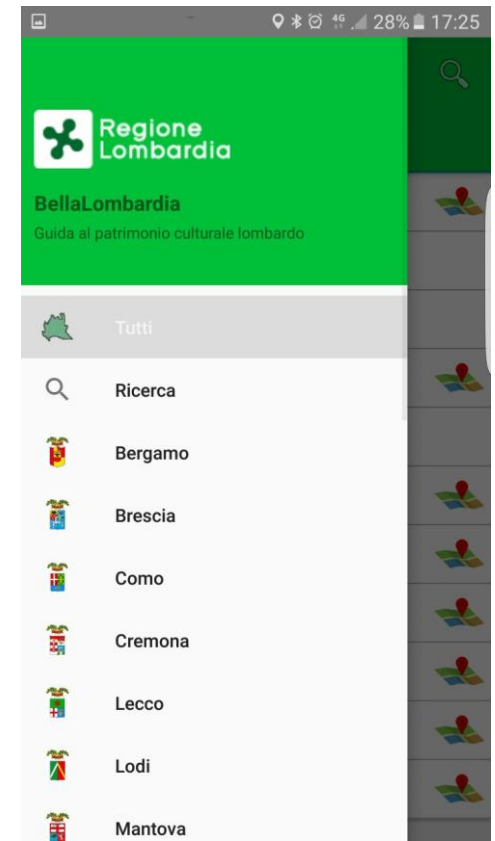 4G 28% 17:25
Regione
Lombardia
BellaLombardia
Guida al patrimonio culturale lombardo
Tutti
Ricerca
Bergamo
Brescia
Como
Cremona
Lecco
Lodi
Mantova